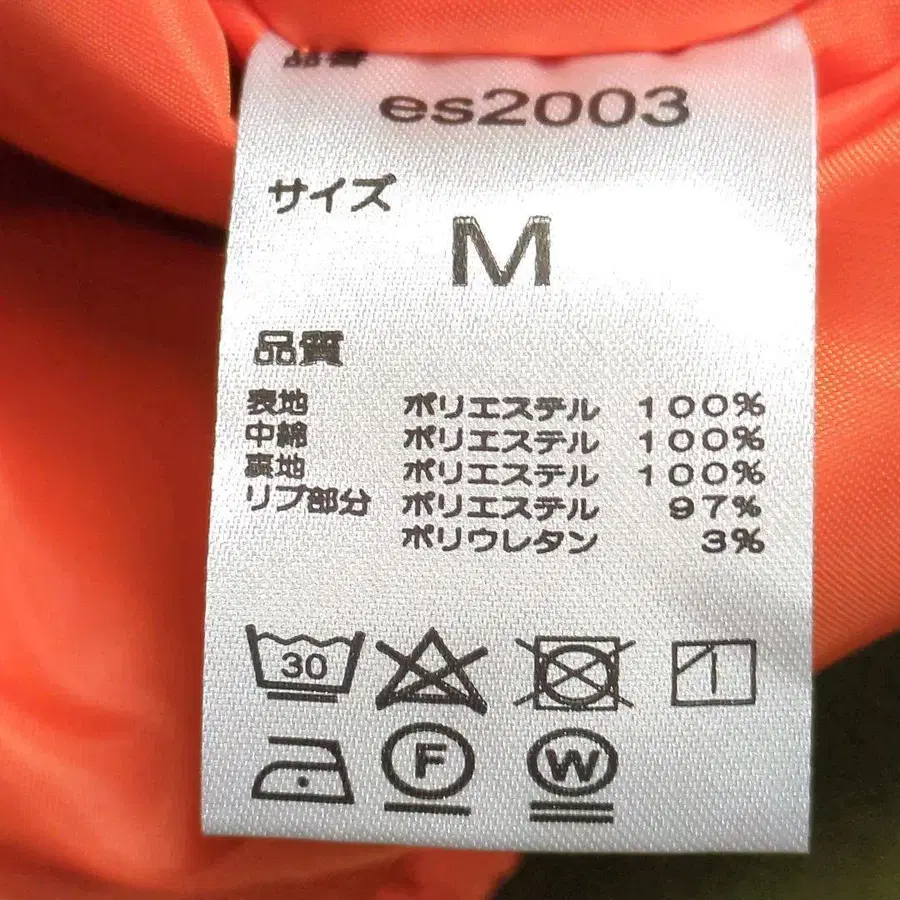 品番
es2003
サイズ
M
品質
表地 ポリエステル 100%
中綿 ポリエステル 100%
裏地 ポリエステル 100%
リブ部分 ポリエステル 97%
ポリウレタン 3%
30
F W